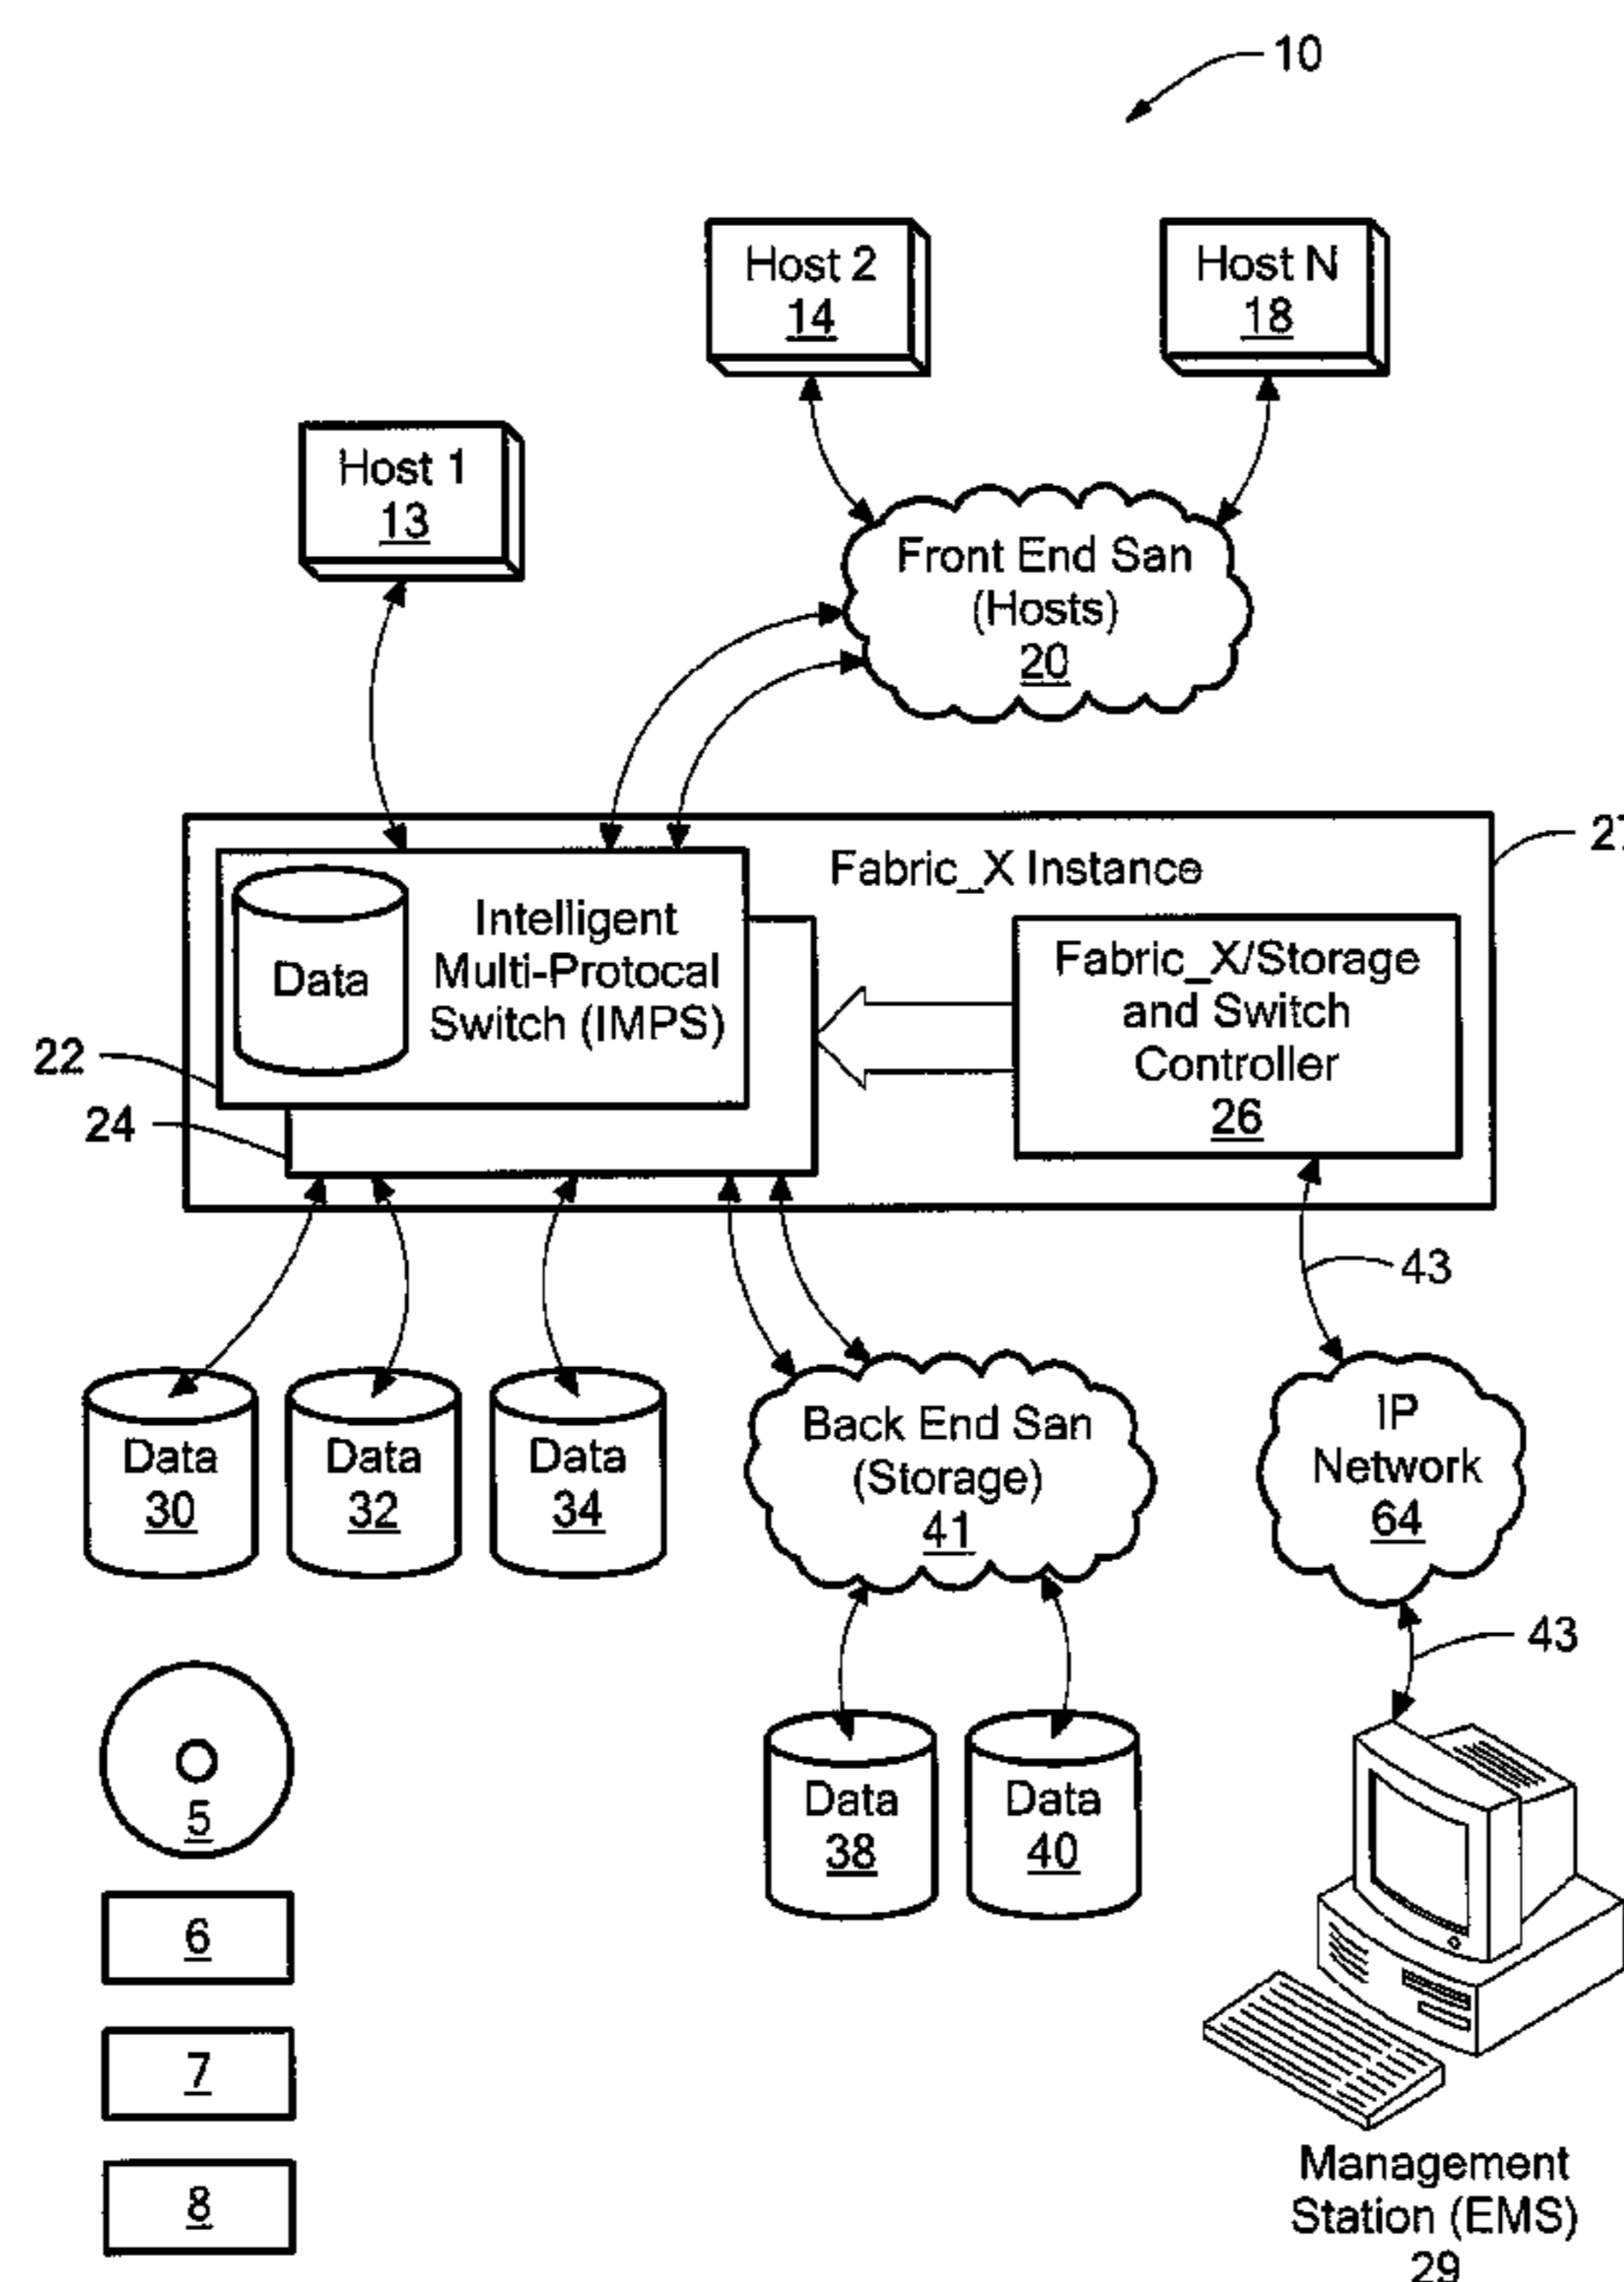 10
Host 2
14
Host N
18
Host 1
13
Front End San
(Hosts)
20
27
Fabric_X Instance
Data
Intelligent
Multi-Protocal
Switch (IMPS)
Fabric_X/Storage
and Switch
Controller
26
22
24
43
Data
30
Data
32
Data
34
Back End San
(Storage)
41
IP
Network
64
43
5
Data
38
Data
40
6
7
8
Management
Station (EMS)
29